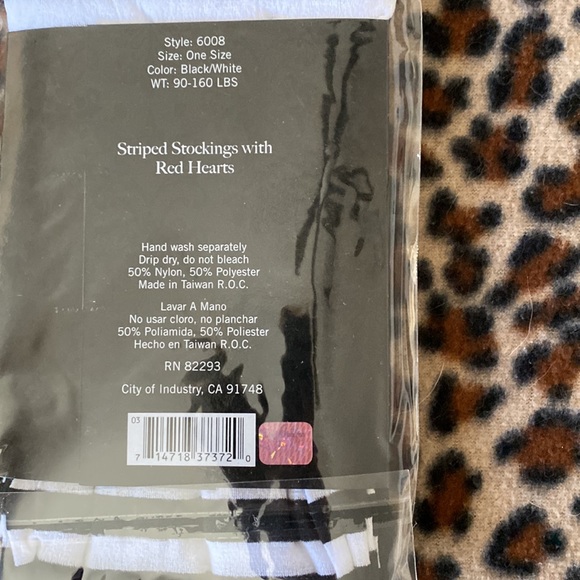 Style: 6008
Size: One Size
Color: Black/White
WT: 90-160 LBS
Striped Stockings with
Red Hearts
Hand wash separately
Drip dry, do not bleach
50% Nylon, 50% Polyester
Made in Taiwan R.O.C.
Lavar A Mano
No usar cloro, no planchar
50% Poliamida, 50% Poliester
Hecho en Taiwan R.O.C.
RN 82293
City of Industry, CA 91748
03
7 14718 37372 0